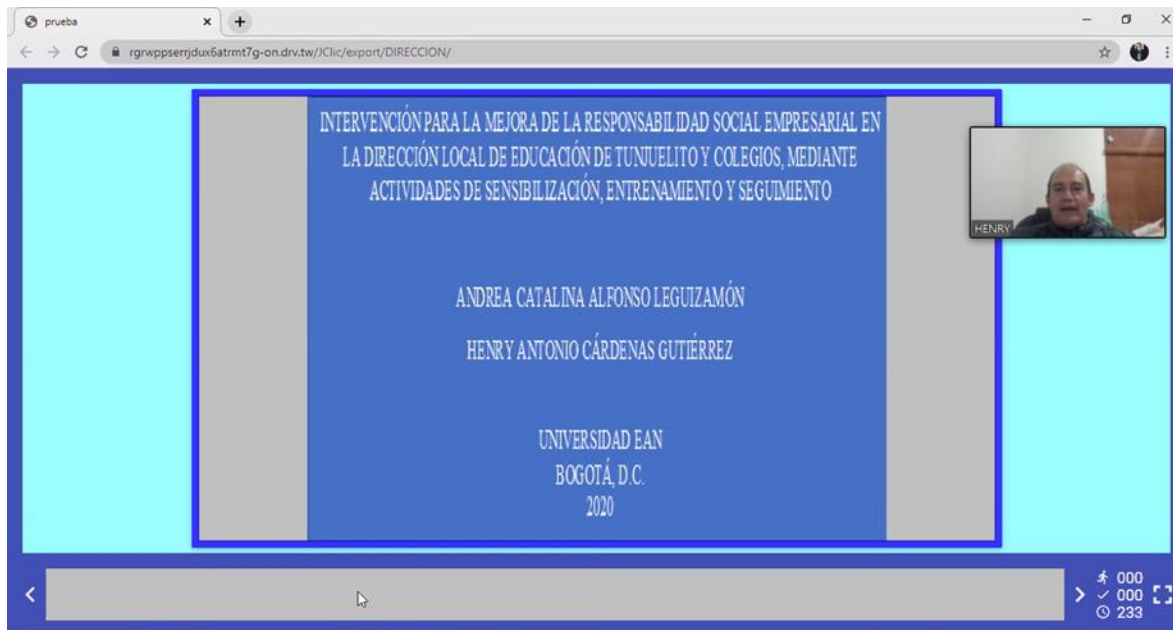 prueba
rgrwppserrjdux6atrmt7g-on.drv.tw/JClic/export/DIRECCION/
INTERVENCIÓN PARA LA MEJORA DE LA RESPONSABILIDAD SOCIAL EMPRESARIAL EN
LA DIRECCIÓN LOCAL DE EDUCACIÓN DE TUNJUELITO Y COLEGIOS, MEDIANTE
ACTIVIDADES DE SENSIBILIZACIÓN, ENTRENAMIENTO Y SEGUIMIENTO
HENRY
ANDREA CATALINA ALFONSO LEGUIZAMÓN
HENRY ANTONIO CÁRDENAS GUTIÉRREZ
UNIVERSIDAD EAN
BOGOTÁ, D.C.
2020
000
000
233